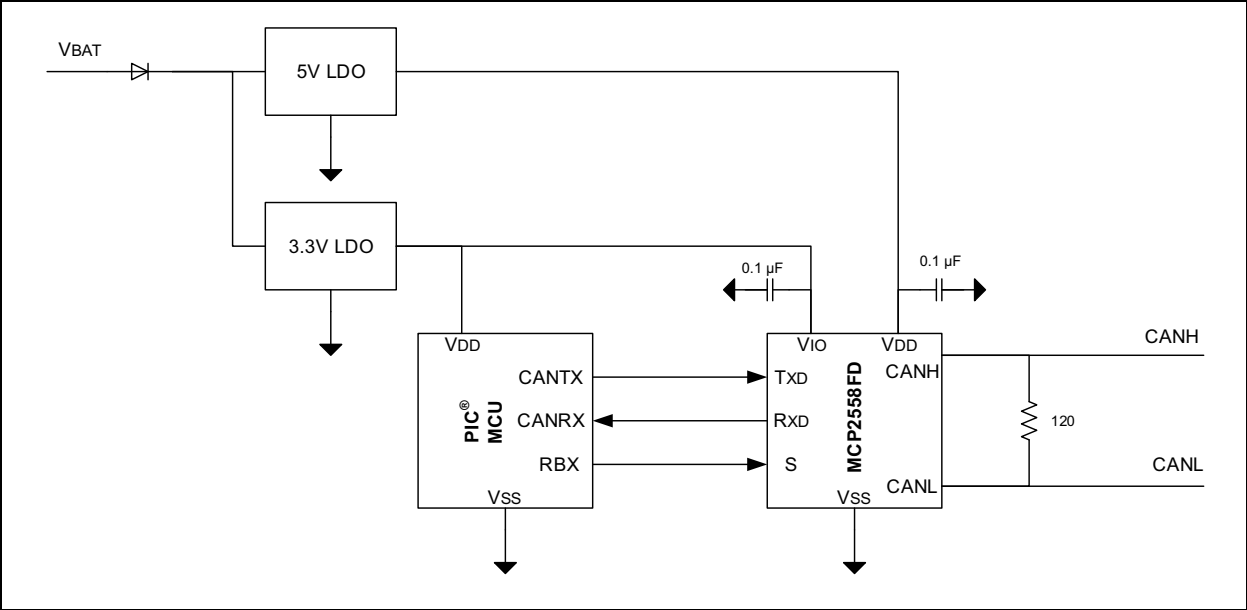 VBAT
5V LDO
3.3V LDO
0.1 µF
0.1 µF
VDD
CANTX
CANRX
RBX
VSS
PIC®
MCU
VIO
VDD
TXD
RXD
S
VSS
MCP2558FD
CANH
CANL
CANH
120
CANL